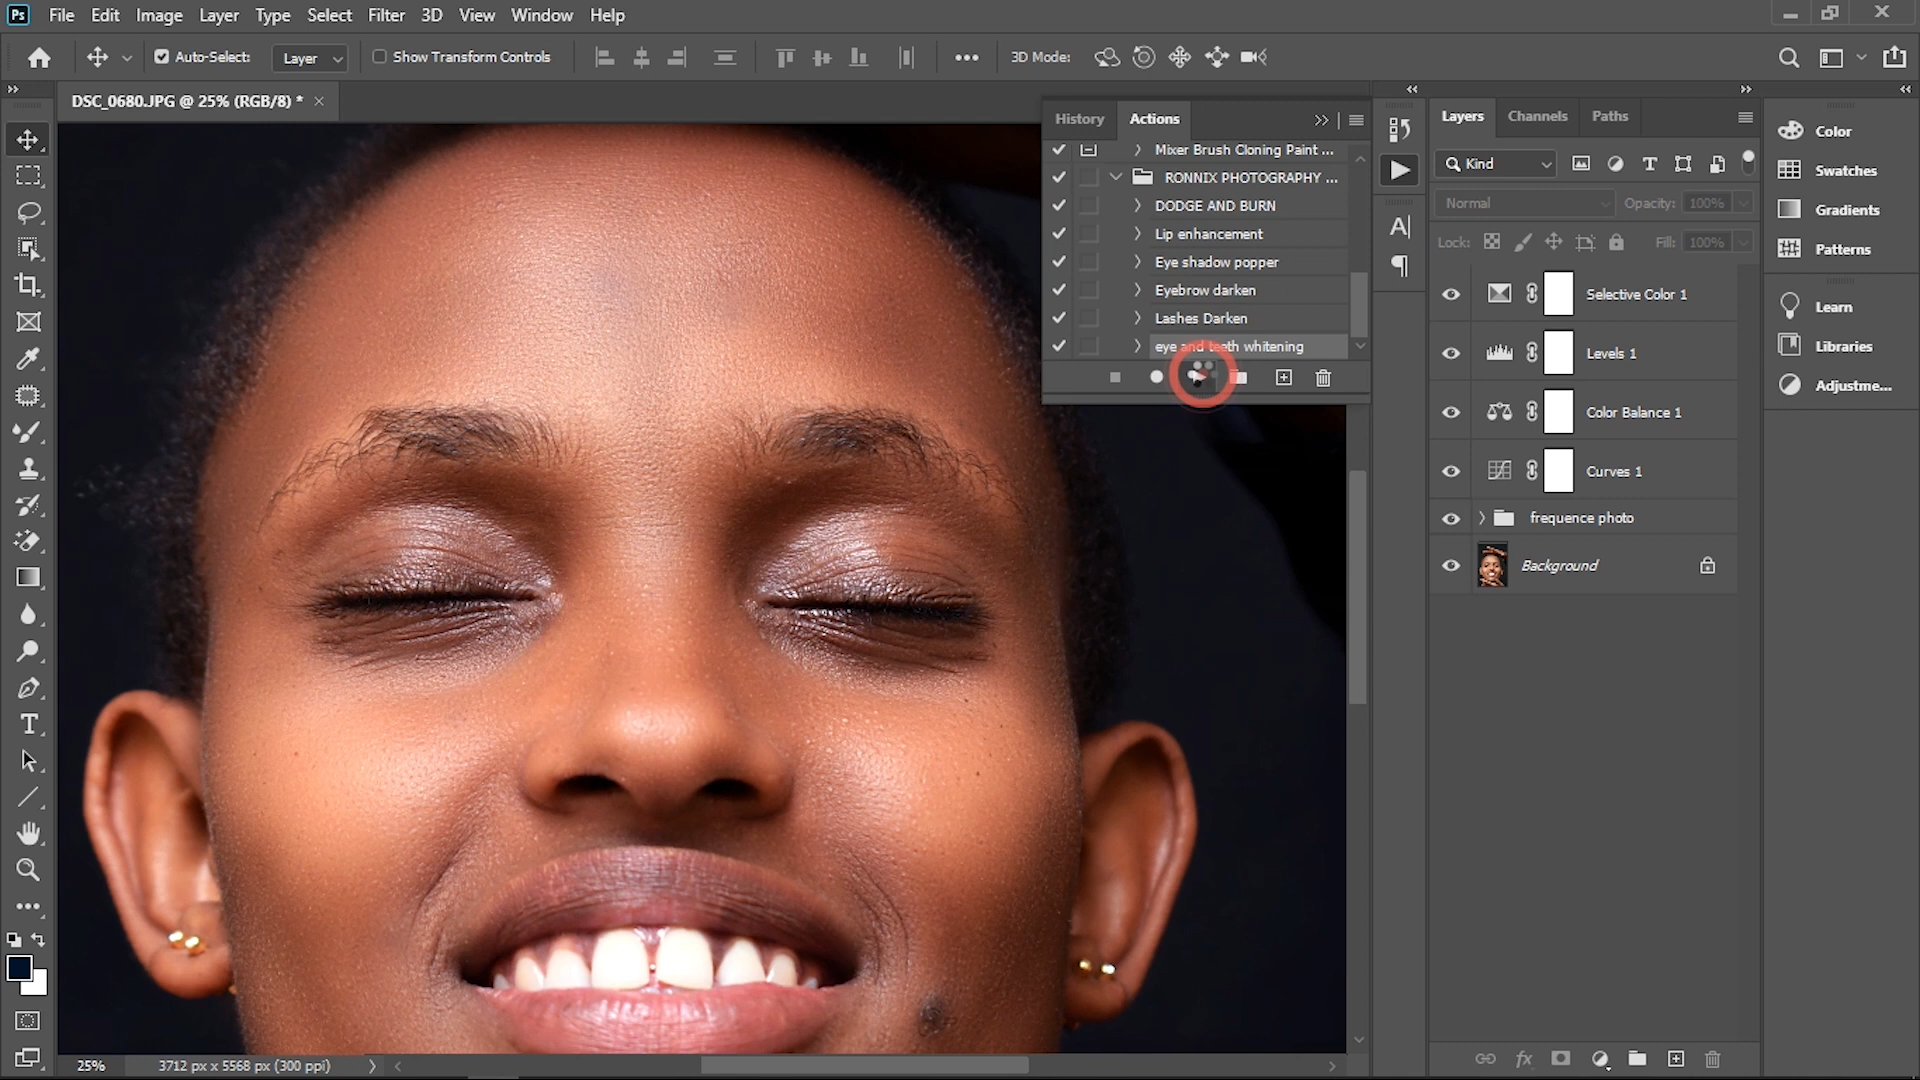 Ps File Edit Image Layer Type Select Filter 3D View Window Help
Auto-Select: Layer Show Transform Controls 3D Mode:
DSC_0680.JPG @ 25% (RGB/8) *
History Actions
Mixer Brush Cloning Paint ...
RONNIX PHOTOGRAPHY ...
DODGE AND BURN
Lip enhancement
Eye shadow popper
Eyebrow darken
Lashes Darken
eye and teeth whitening
Layers Channels Paths
Kind
Normal Opacity: 100%
Lock: Fill: 100%
Selective Color 1
Levels 1
Color Balance 1
Curves 1
frequence photo
Background
fx
Color
Swatches
Gradients
Patterns
Learn
Libraries
Adjustme...
25% 3712 px x 5568 px (300 ppi)